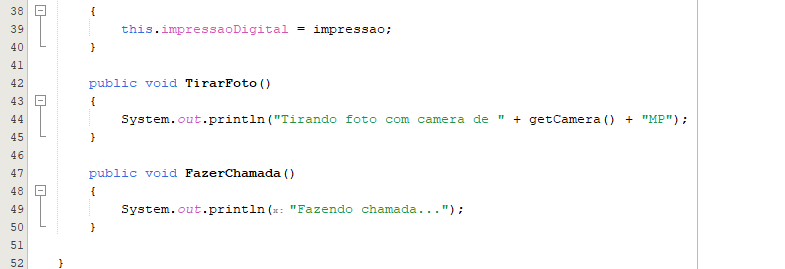 38 {
39 this.impressaoDigital = impressao;
40 }
41
42 public void TirarFoto()
43 {
44 System.out.println("Tirando foto com camera de " + getCamera() + "MP");
45 }
46
47 public void FazerChamada()
48 {
49 System.out.println(x: "Fazendo chamada...");
50 }
51
52 }